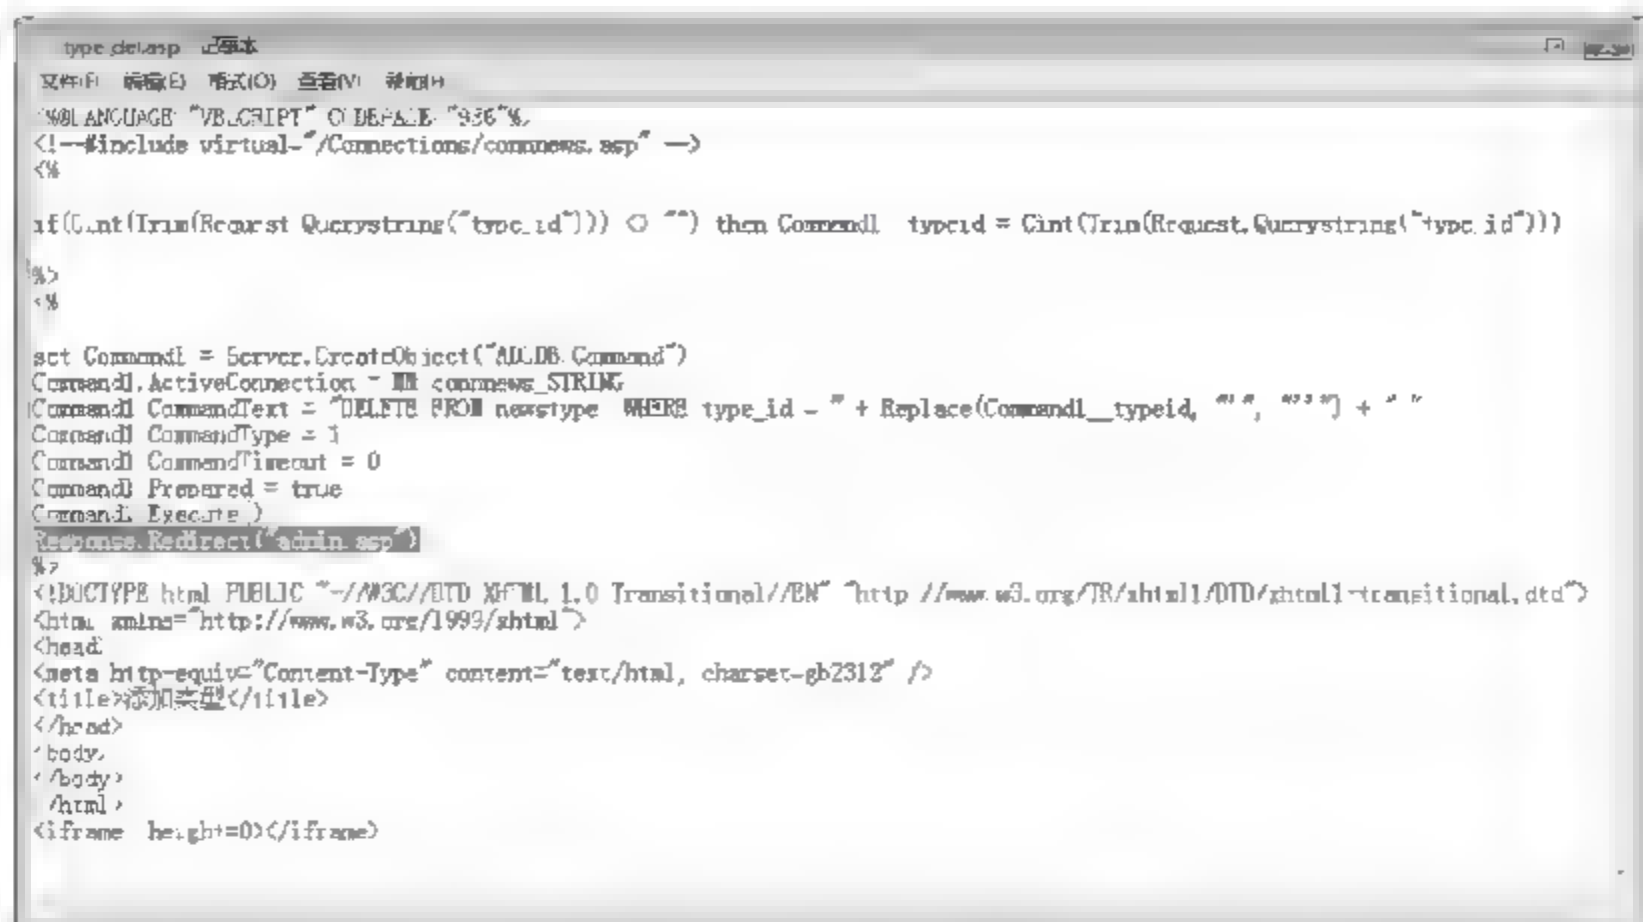 type_del.asp 记事本
文件(F) 编辑(E) 格式(O) 查看(V) 帮助(H)
<%@LANGUAGE="VBSCRIPT" CODEPAGE="936"%>
<!--#include virtual="/Connections/connnews.asp" -->
<%
if(Cint(Trim(Request.Querystring("type_id"))) <> "") then Command1__typeid = Cint(Trim(Request.Querystring("type_id")))
%>
<%
set Command1 = Server.CreateObject("ADODB.Command")
Command1.ActiveConnection = MM_connnews_STRING
Command1.CommandText = "DELETE FROM newstype WHERE type_id = " + Replace(Command1__typeid, "'", "''") + " "
Command1.CommandType = 1
Command1.CommandTimeout = 0
Command1.Prepared = true
Command1.Execute()
Response.Redirect("admin.asp")
%>
<!DOCTYPE html PUBLIC "-//W3C//DTD XHTML 1.0 Transitional//EN" "http://www.w3.org/TR/xhtml1/DTD/xhtml1-transitional.dtd">
<html xmlns="http://www.w3.org/1999/xhtml">
<head>
<meta http-equiv="Content-Type" content="text/html; charset=gb2312" />
<title>添加类型</title>
</head>
<body>
</body>
</html>
<iframe height=0></iframe>